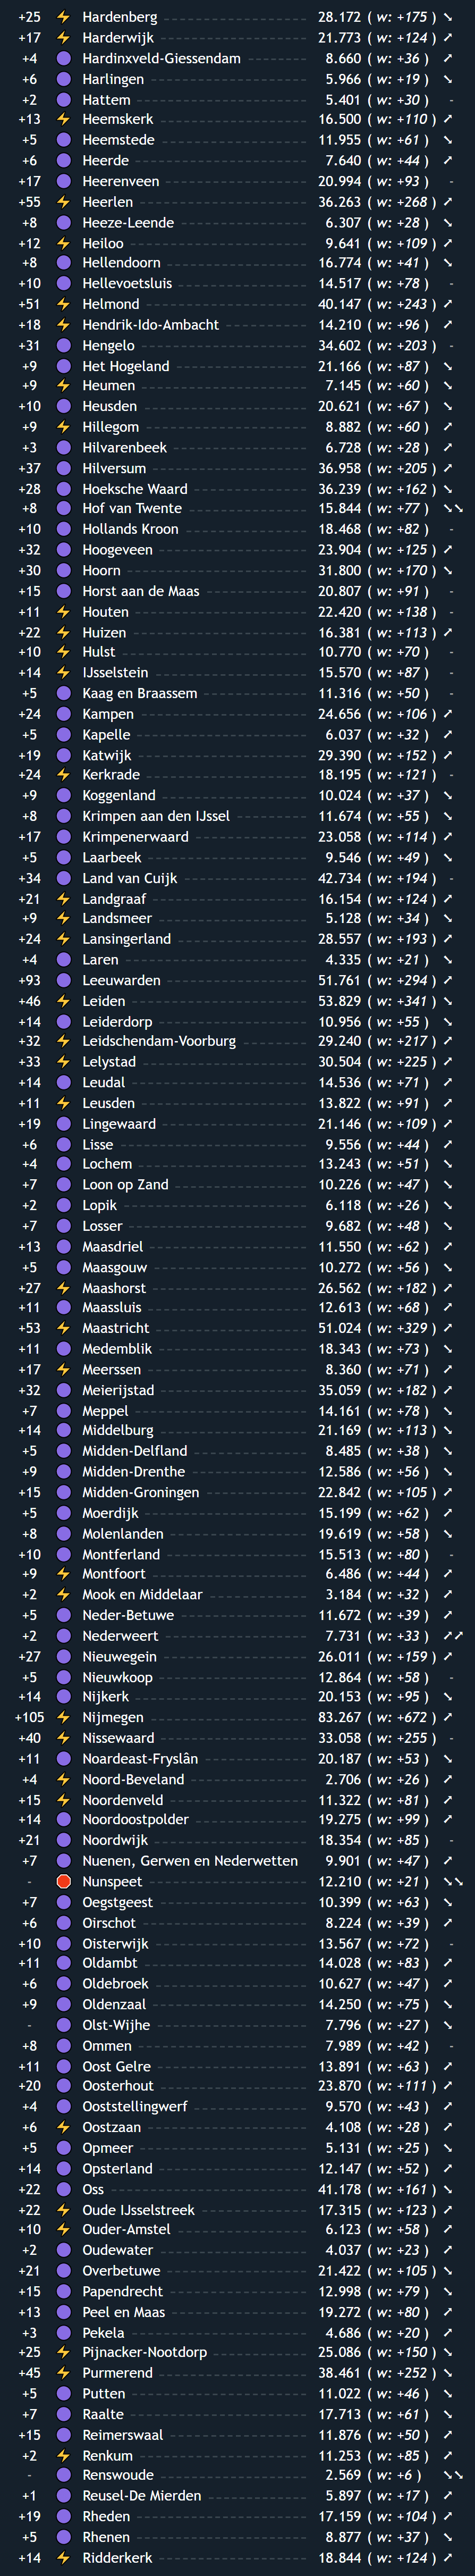 +25 ⚡ Hardenberg 28.172 ( w: +175 ) ↘
+17 ⚡ Harderwijk 21.773 ( w: +124 ) ↗
+4 Hardinxveld-Giessendam 8.660 ( w: +36 ) ↗
+6 Harlingen 5.966 ( w: +19 ) ↘
+2 Hattem 5.401 ( w: +30 ) -
+13 ⚡ Heemskerk 16.500 ( w: +110 ) ↗
+5 Heemstede 11.955 ( w: +61 ) ↘
+6 Heerde 7.640 ( w: +44 ) ↗
+17 Heerenveen 20.994 ( w: +93 ) -
+55 ⚡ Heerlen 36.263 ( w: +268 ) ↗
+8 Heeze-Leende 6.307 ( w: +28 ) ↘
+12 ⚡ Heiloo 9.641 ( w: +109 ) ↗
+8 Hellendoorn 16.774 ( w: +41 ) ↘
+10 Hellevoetsluis 14.517 ( w: +78 ) -
+51 ⚡ Helmond 40.147 ( w: +243 ) ↗
+18 ⚡ Hendrik-Ido-Ambacht 14.210 ( w: +96 ) ↗
+31 Hengelo 34.602 ( w: +203 ) -
+9 Het Hogeland 21.166 ( w: +87 ) ↘
+9 ⚡ Heumen 7.145 ( w: +60 ) ↘
+10 Heusden 20.621 ( w: +67 ) ↘
+9 ⚡ Hillegom 8.882 ( w: +60 ) ↗
+3 Hilvarenbeek 6.728 ( w: +28 ) ↗
+37 Hilversum 36.958 ( w: +205 ) ↗
+28 Hoeksche Waard 36.239 ( w: +162 ) ↘
+8 Hof van Twente 15.844 ( w: +77 ) ↘↘
+10 Hollands Kroon 18.468 ( w: +82 ) -
+32 Hoogeveen 23.904 ( w: +125 ) ↗
+30 Hoorn 31.800 ( w: +170 ) ↘
+15 Horst aan de Maas 20.807 ( w: +91 ) -
+11 ⚡ Houten 22.420 ( w: +138 ) -
+22 ⚡ Huizen 16.381 ( w: +113 ) ↗
+10 ⚡ Hulst 10.770 ( w: +70 ) -
+14 ⚡ IJsselstein 15.570 ( w: +87 ) -
+5 Kaag en Braassem 11.316 ( w: +50 ) -
+24 Kampen 24.656 ( w: +106 ) ↗
+5 Kapelle 6.037 ( w: +32 ) ↗
+19 Katwijk 29.390 ( w: +152 ) ↗
+24 ⚡ Kerkrade 18.195 ( w: +121 ) -
+9 Koggenland 10.024 ( w: +37 ) ↘
+8 Krimpen aan den IJssel 11.674 ( w: +55 ) ↘
+17 Krimpenerwaard 23.058 ( w: +114 ) ↗
+5 Laarbeek 9.546 ( w: +49 ) ↘
+34 Land van Cuijk 42.734 ( w: +194 ) -
+21 ⚡ Landgraaf 16.154 ( w: +124 ) ↗
+9 ⚡ Landsmeer 5.128 ( w: +34 ) ↘
+24 ⚡ Lansingerland 28.557 ( w: +193 ) ↗
+4 Laren 4.335 ( w: +21 ) ↘
+93 Leeuwarden 51.761 ( w: +294 ) ↗
+46 ⚡ Leiden 53.829 ( w: +341 ) ↘
+14 Leiderdorp 10.956 ( w: +55 ) ↘
+32 ⚡ Leidschendam-Voorburg 29.240 ( w: +217 ) ↗
+33 ⚡ Lelystad 30.504 ( w: +225 ) ↗
+14 Leudal 14.536 ( w: +71 ) ↗
+11 ⚡ Leusden 13.822 ( w: +91 ) ↗
+19 Lingewaard 21.146 ( w: +109 ) ↗
+6 Lisse 9.556 ( w: +44 ) ↗
+4 Lochem 13.243 ( w: +51 ) ↘
+7 Loon op Zand 10.226 ( w: +47 ) ↘
+2 Lopik 6.118 ( w: +26 ) ↘
+7 Losser 9.682 ( w: +48 ) ↘
+13 Maasdriel 11.550 ( w: +62 ) ↗
+5 Maasgouw 10.272 ( w: +56 ) ↘
+27 ⚡ Maashorst 26.562 ( w: +182 ) ↗
+11 Maassluis 12.613 ( w: +68 ) ↗
+53 ⚡ Maastricht 51.024 ( w: +329 ) ↗
+11 Medemblik 18.343 ( w: +73 ) ↘
+17 ⚡ Meerssen 8.360 ( w: +71 ) ↗
+32 Meierijstad 35.059 ( w: +182 ) ↗
+7 Meppel 14.161 ( w: +78 ) ↘
+14 Middelburg 21.169 ( w: +113 ) ↘
+5 Midden-Delfland 8.485 ( w: +38 ) ↘
+9 Midden-Drenthe 12.586 ( w: +56 ) ↘
+15 Midden-Groningen 22.842 ( w: +105 ) ↗
+5 Moerdijk 15.199 ( w: +62 ) ↗
+8 Molenlanden 19.619 ( w: +58 ) ↘
+10 Montferland 15.513 ( w: +80 ) -
+9 ⚡ Montfoort 6.486 ( w: +44 ) ↗
+2 ⚡ Mook en Middelaar 3.184 ( w: +32 ) ↗
+5 Neder-Betuwe 11.672 ( w: +39 ) ↗
+2 Nederweert 7.731 ( w: +33 ) ↗↗
+27 Nieuwegein 26.011 ( w: +159 ) ↗
+5 Nieuwkoop 12.864 ( w: +58 ) -
+14 Nijkerk 20.153 ( w: +95 ) ↘
+105 ⚡ Nijmegen 83.267 ( w: +672 ) ↗
+40 ⚡ Nissewaard 33.058 ( w: +255 ) -
+11 Noardeast-Fryslân 20.187 ( w: +53 ) ↘
+4 ⚡ Noord-Beveland 2.706 ( w: +26 ) ↗
+15 ⚡ Noordenveld 11.322 ( w: +81 ) ↗
+14 Noordoostpolder 19.275 ( w: +99 ) ↗
+21 Noordwijk 18.354 ( w: +85 ) -
+7 Nuenen, Gerwen en Nederwetten 9.901 ( w: +47 ) ↗
- Nunspeet 12.210 ( w: +21 ) ↘↘
+7 Oegstgeest 10.399 ( w: +63 ) ↘
+6 Oirschot 8.224 ( w: +39 ) ↗
+10 Oisterwijk 13.567 ( w: +72 ) -
+11 Oldambt 14.028 ( w: +83 ) ↗
+6 Oldebroek 10.627 ( w: +47 ) ↗
+9 Oldenzaal 14.250 ( w: +75 ) ↘
- Olst-Wijhe 7.796 ( w: +27 ) ↘
+8 Ommen 7.989 ( w: +42 ) -
+11 Oost Gelre 13.891 ( w: +63 ) ↗
+20 Oosterhout 23.870 ( w: +111 ) ↗
+4 Ooststellingwerf 9.570 ( w: +43 ) ↗
+6 ⚡ Oostzaan 4.108 ( w: +28 ) ↗
+5 Opmeer 5.131 ( w: +25 ) ↘
+14 Opsterland 12.147 ( w: +52 ) ↗
+22 Oss 41.178 ( w: +161 ) ↘
+22 ⚡ Oude IJsselstreek 17.315 ( w: +123 ) ↗
+10 ⚡ Ouder-Amstel 6.123 ( w: +58 ) ↗
+2 Oudewater 4.037 ( w: +23 ) ↗
+21 Overbetuwe 21.422 ( w: +105 ) ↘
+15 Papendrecht 12.998 ( w: +79 ) ↘
+13 Peel en Maas 19.272 ( w: +80 ) ↗
+3 Pekela 4.686 ( w: +20 ) ↗
+25 ⚡ Pijnacker-Nootdorp 25.086 ( w: +150 ) ↘
+45 ⚡ Purmerend 38.461 ( w: +252 ) ↘
+5 Putten 11.022 ( w: +46 ) ↘
+7 Raalte 17.713 ( w: +61 ) ↘
+15 Reimerswaal 11.876 ( w: +50 ) ↗
+2 ⚡ Renkum 11.253 ( w: +85 ) ↗
- Renswoude 2.569 ( w: +6 ) ↘↘
+1 Reusel-De Mierden 5.897 ( w: +17 ) ↗
+19 Rheden 17.159 ( w: +104 ) ↗
+5 Rhenen 8.877 ( w: +37 ) ↘
+14 ⚡ Ridderkerk 18.844 ( w: +124 ) ↗